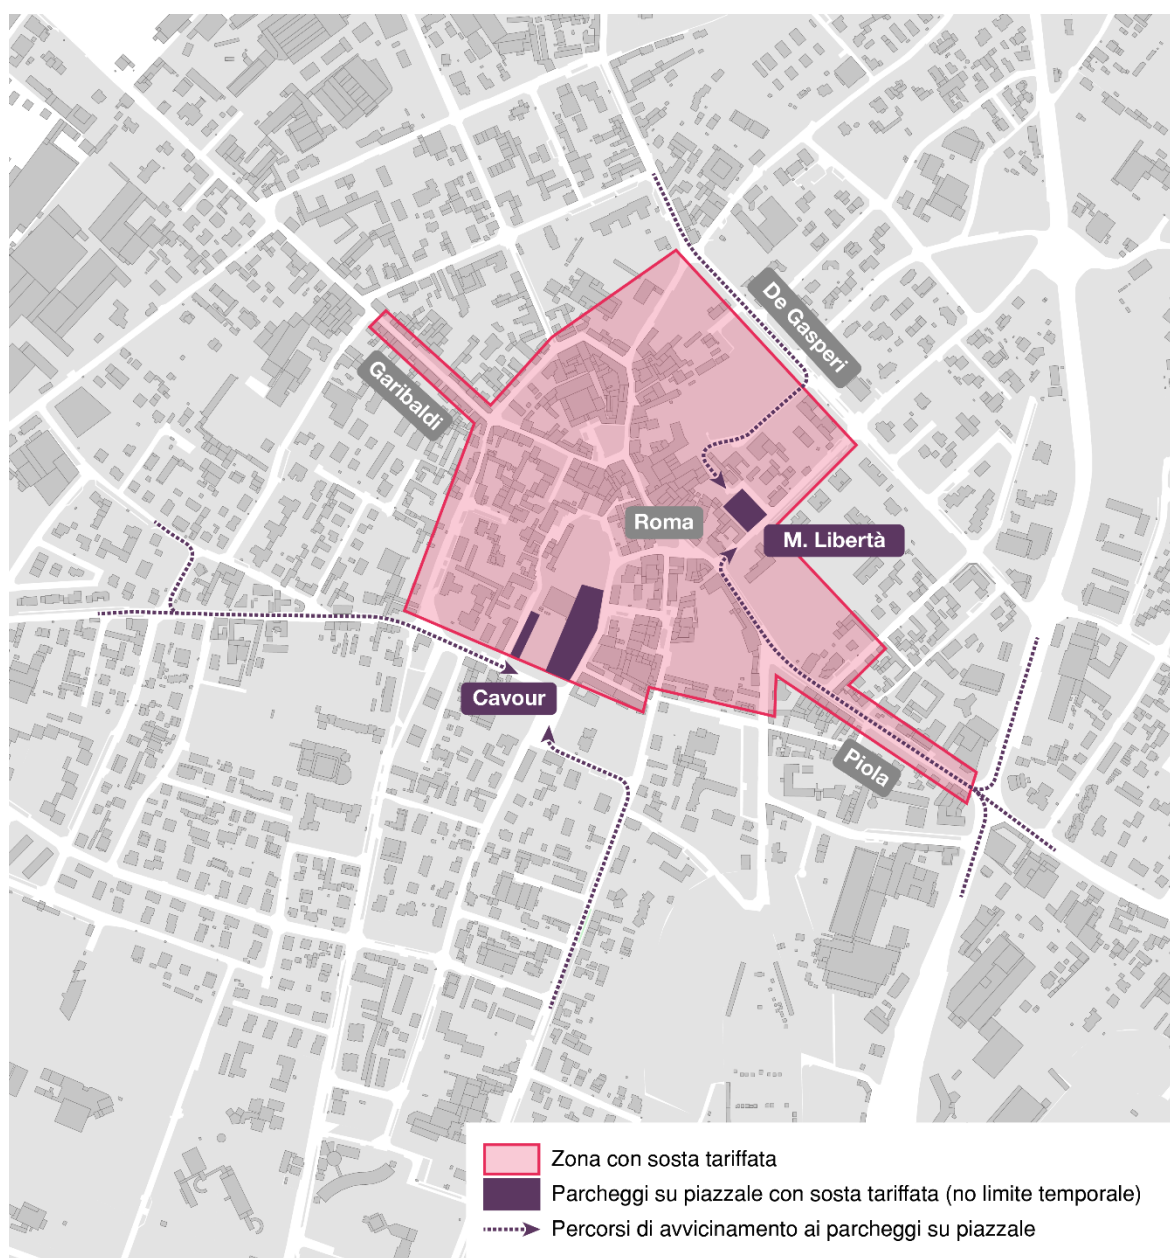 De Gasperi
Garibaldi
Roma
M. Libertà
Cavour
Piola
Zona con sosta tariffata
Parcheggi su piazzale con sosta tariffata (no limite temporale)
Percorsi di avvicinamento ai parcheggi su piazzale